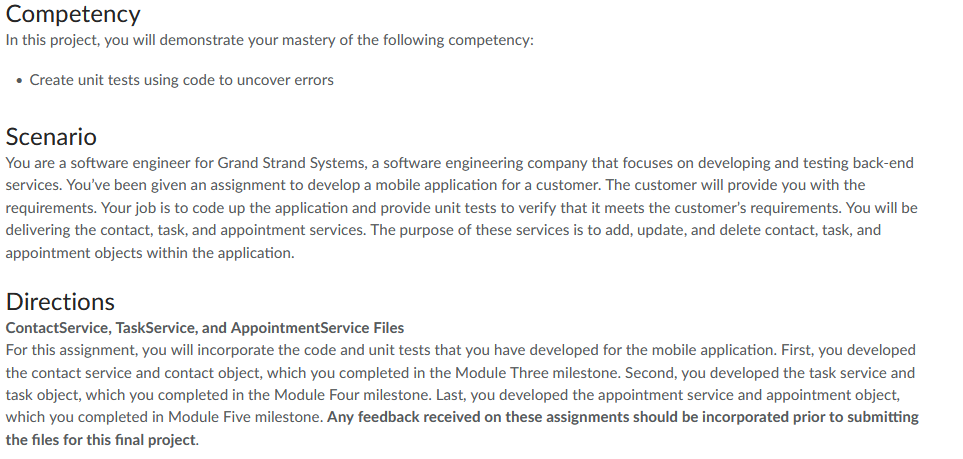 Competency
In this project, you will demonstrate your mastery of the following competency:
• Create unit tests using code to uncover errors
Scenario
You are a software engineer for Grand Strand Systems, a software engineering company that focuses on developing and testing back-end
services. You've been given an assignment to develop a mobile application for a customer. The customer will provide you with the
requirements. Your job is to code up the application and provide unit tests to verify that it meets the customer's requirements. You will be
delivering the contact, task, and appointment services. The purpose of these services is to add, update, and delete contact, task, and
appointment objects within the application.
Directions
ContactService, TaskService, and AppointmentService Files
For this assignment, you will incorporate the code and unit tests that you have developed for the mobile application. First, you developed
the contact service and contact object, which you completed in the Module Three milestone. Second, you developed the task service and
task object, which you completed in the Module Four milestone. Last, you developed the appointment service and appointment object,
which you completed in Module Five milestone. Any feedback received on these assignments should be incorporated prior to submitting
the files for this final project.